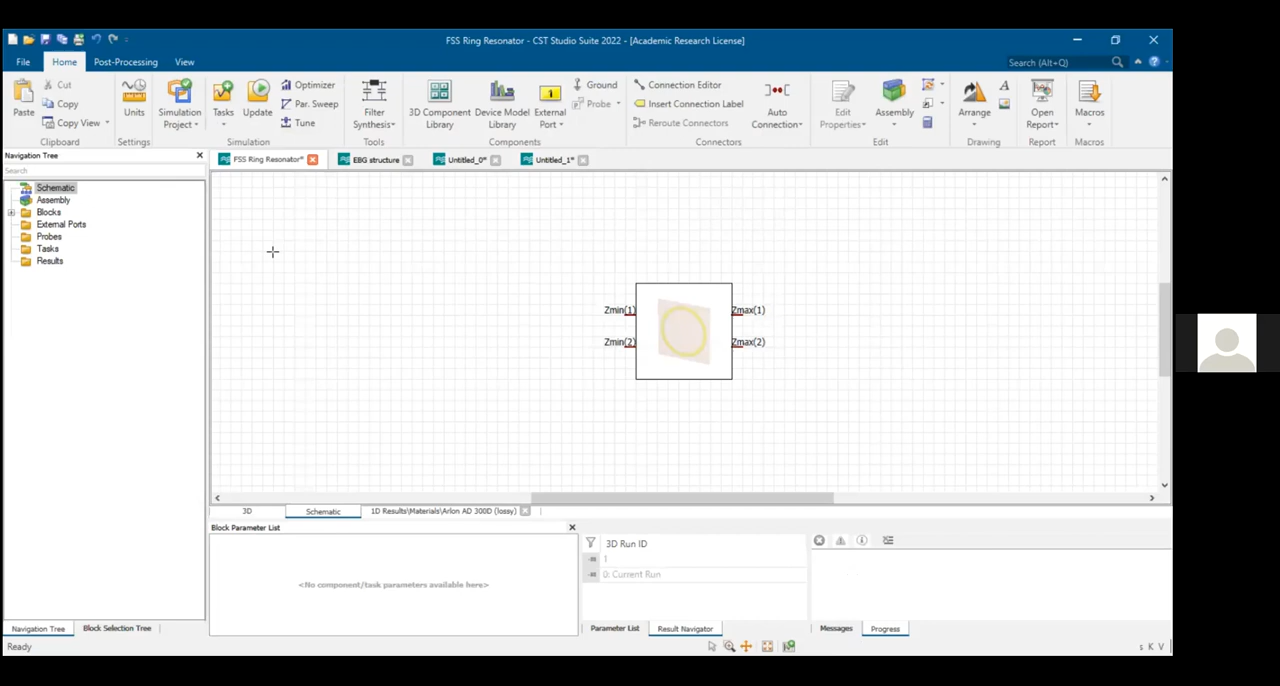 FSS Ring Resonator - CST Studio Suite 2022 - [Academic Research License]
File Home Post-Processing View Search (Alt+Q)
Paste Cut Copy Copy View Clipboard
Units Settings
Simulation Project Tasks Update Optimizer Par. Sweep Tune Simulation
Filter Synthesis Tools
3D Component Library Device Model Library External Port Ground Probe Components
Connection Editor Insert Connection Label Reroute Connectors Auto Connection Connectors
Edit Properties Assembly Edit
Arrange A Drawing
Open Report Report
Macros Macros
Navigation Tree
FSS Ring Resonator* EBG structure Untitled_0* Untitled_1*
Search
Schematic
Assembly
Blocks
External Ports
Probes
Tasks
Results
Zmin(1) Zmax(1)
Zmin(2) Zmax(2)
3D Schematic 1D Results\Materials\Arlon AD 300D (lossy)
Block Parameter List
<No component/task parameters available here>
3D Run ID
1
0: Current Run
Navigation Tree Block Selection Tree Parameter List Result Navigator Messages Progress
Ready s K V